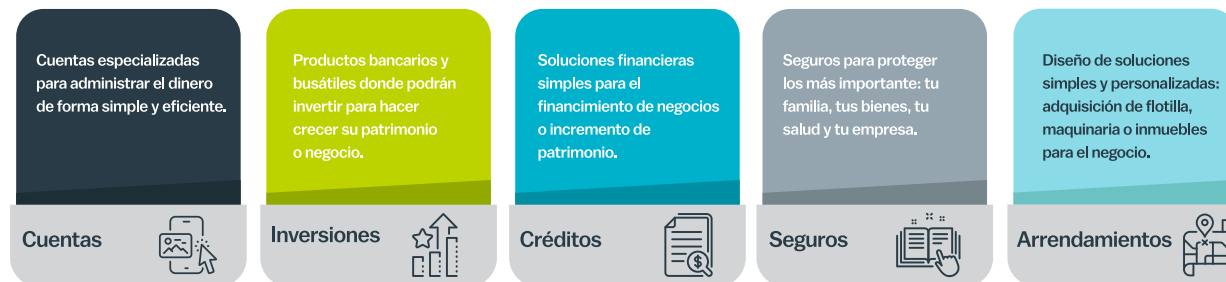 Cuentas especializadas
para administrar el dinero
de forma simple y eficiente.
Cuentas
Productos bancarios y
busátiles donde podrán
invertir para hacer
crecer su patrimonio
o negocio.
Inversiones
Soluciones financieras
simples para el
financimiento de negocios
o incremento de
patrimonio.
Créditos
Seguros para proteger
los más importante: tu
familia, tus bienes, tu
salud y tu empresa.
Seguros
Diseño de soluciones
simples y personalizadas:
adquisición de flotilla,
maquinaria o inmuebles
para el negocio.
Arrendamientos